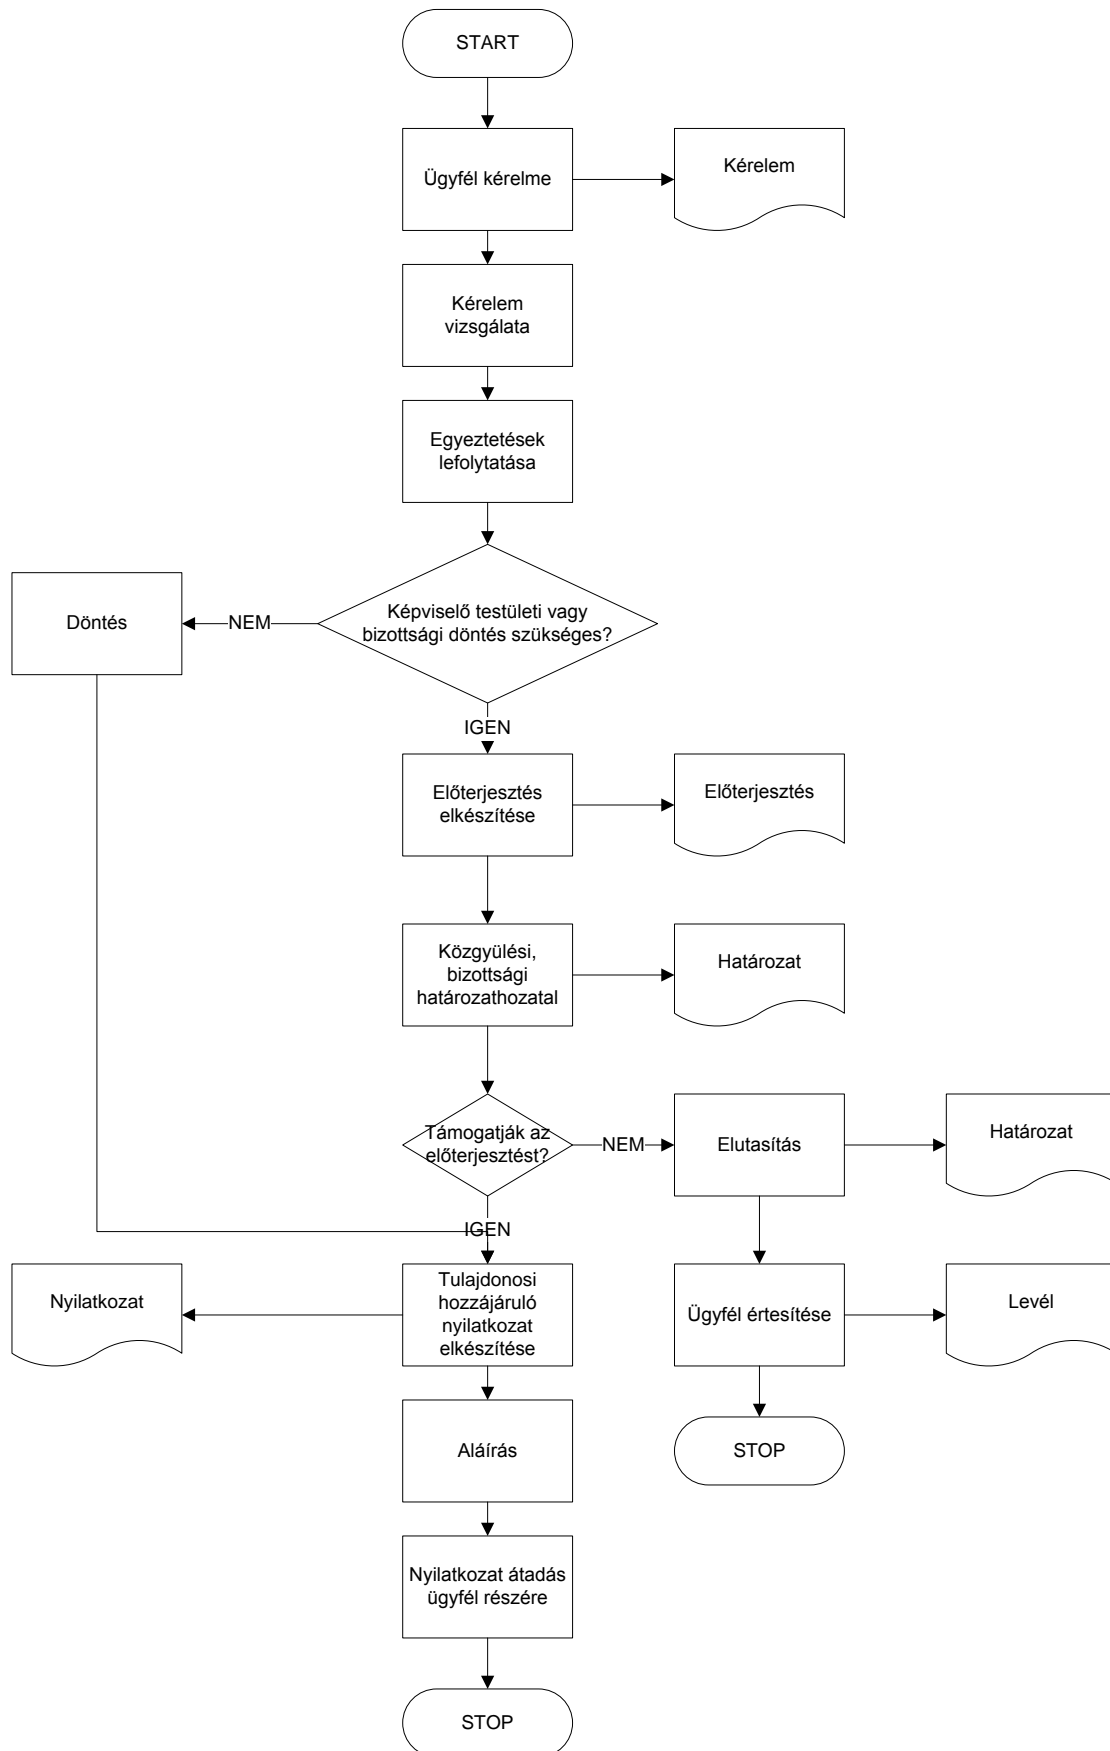 START
Ügyfél kérelme
Kérelem
Kérelem
vizsgálata
Egyeztetések
lefolytatása
Döntés
NEM
Képviselő testületi vagy
bizottsági döntés szükséges?
IGEN
Előterjesztés
elkészítése
Előterjesztés
Közgyülési,
bizottsági
határozathozatal
Határozat
Támogatják az
előterjesztést?
NEM
Elutasítás
Határozat
IGEN
Nyilatkozat
Tulajdonosi
hozzájáruló
nyilatkozat
elkészítése
Ügyfél értesítése
Levél
Aláírás
STOP
Nyilatkozat átadás
ügyfél részére
STOP